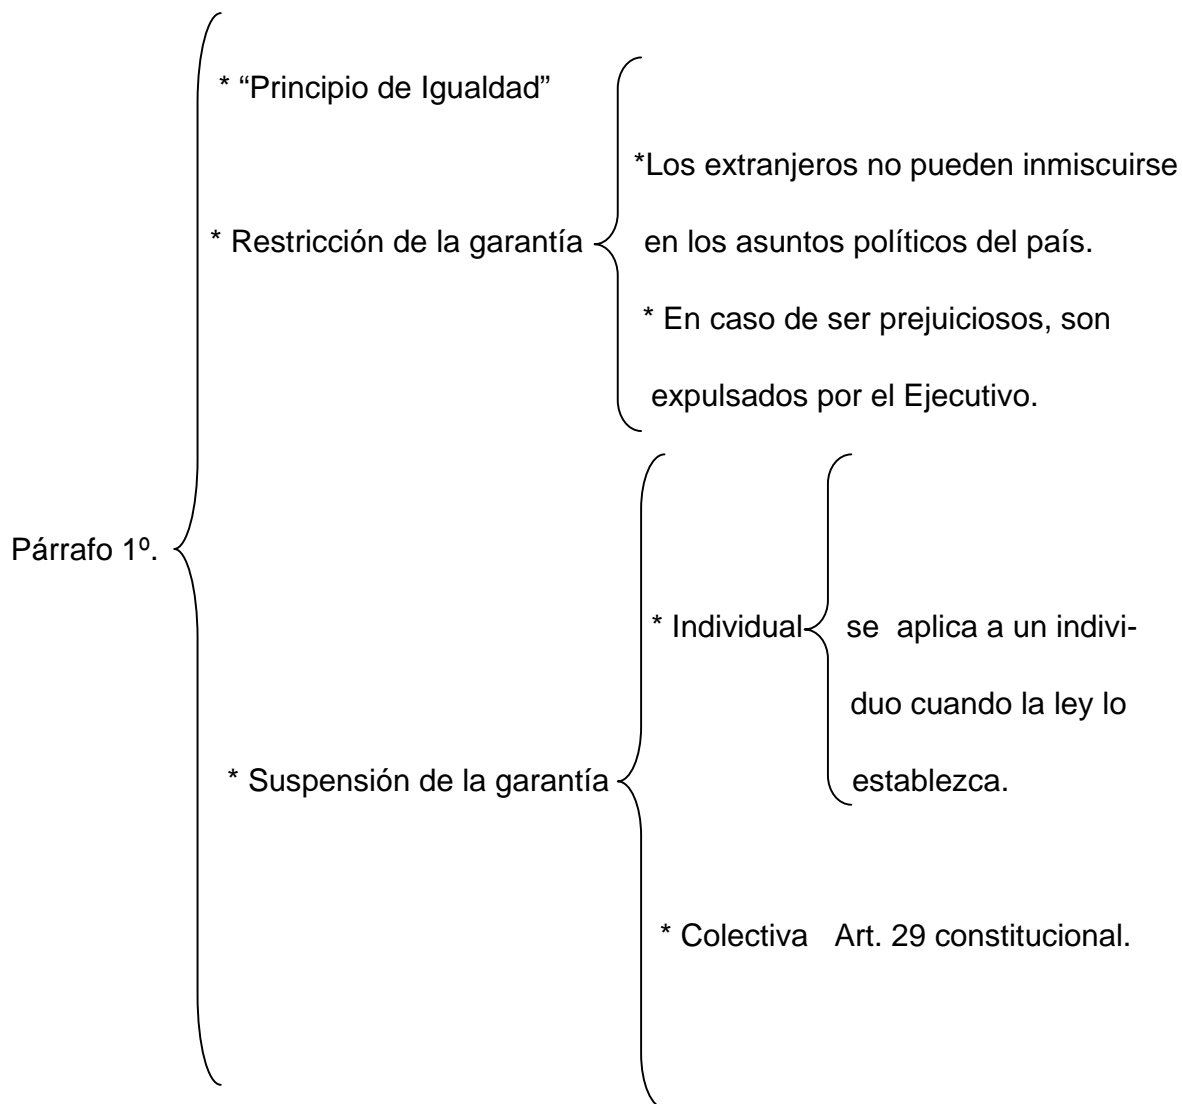 * “Principio de Igualdad”
*Los extranjeros no pueden inmiscuirse
* Restricción de la garantía
en los asuntos políticos del país.
* En caso de ser prejuiciosos, son
expulsados por el Ejecutivo.
Párrafo 1º.
* Individual
se aplica a un indivi-
duo cuando la ley lo
* Suspensión de la garantía
establezca.
* Colectiva Art. 29 constitucional.